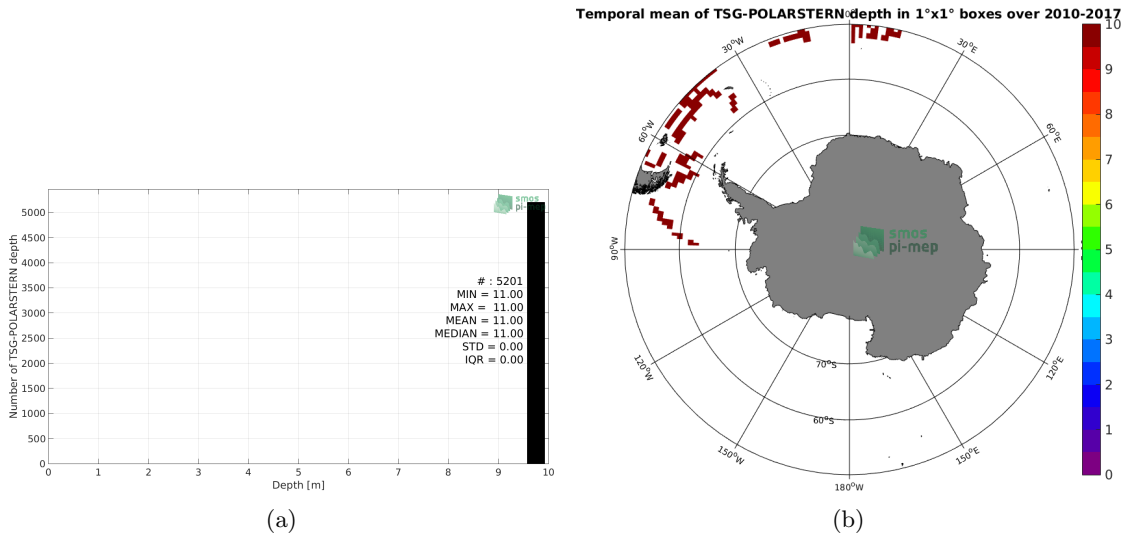 Temporal mean of TSG-POLARSTERN depth in 1°x1° boxes over 2010-2017
0°
30°W
30°E
60°W
60°E
90°W
120°W
120°E
150°W
150°E
180°W
70°S
60°S
smos
pi-mep
10
9
8
7
6
5
4
3
2
1
0
smos
pi-mep
Number of TSG-POLARSTERN depth
5000
4500
4000
3500
3000
2500
2000
1500
1000
500
0
# : 5201
MIN = 11.00
MAX = 11.00
MEAN = 11.00
MEDIAN = 11.00
STD = 0.00
IQR = 0.00
0 1 2 3 4 5 6 7 8 9 10
Depth [m]
(a)
(b)